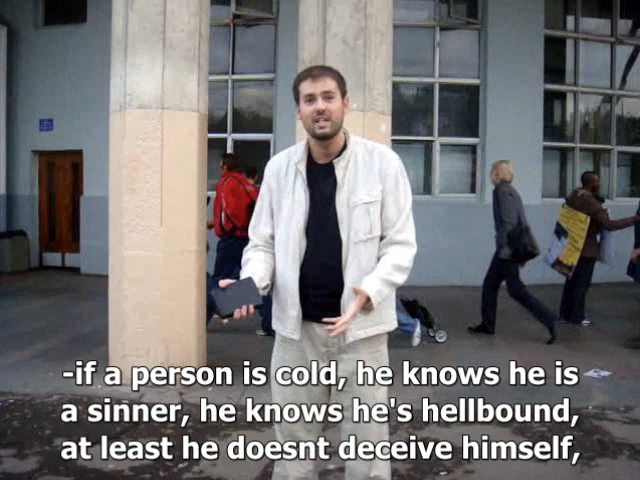 -if a person is cold, he knows he is
a sinner, he knows he's hellbound,
at least he doesnt deceive himself,